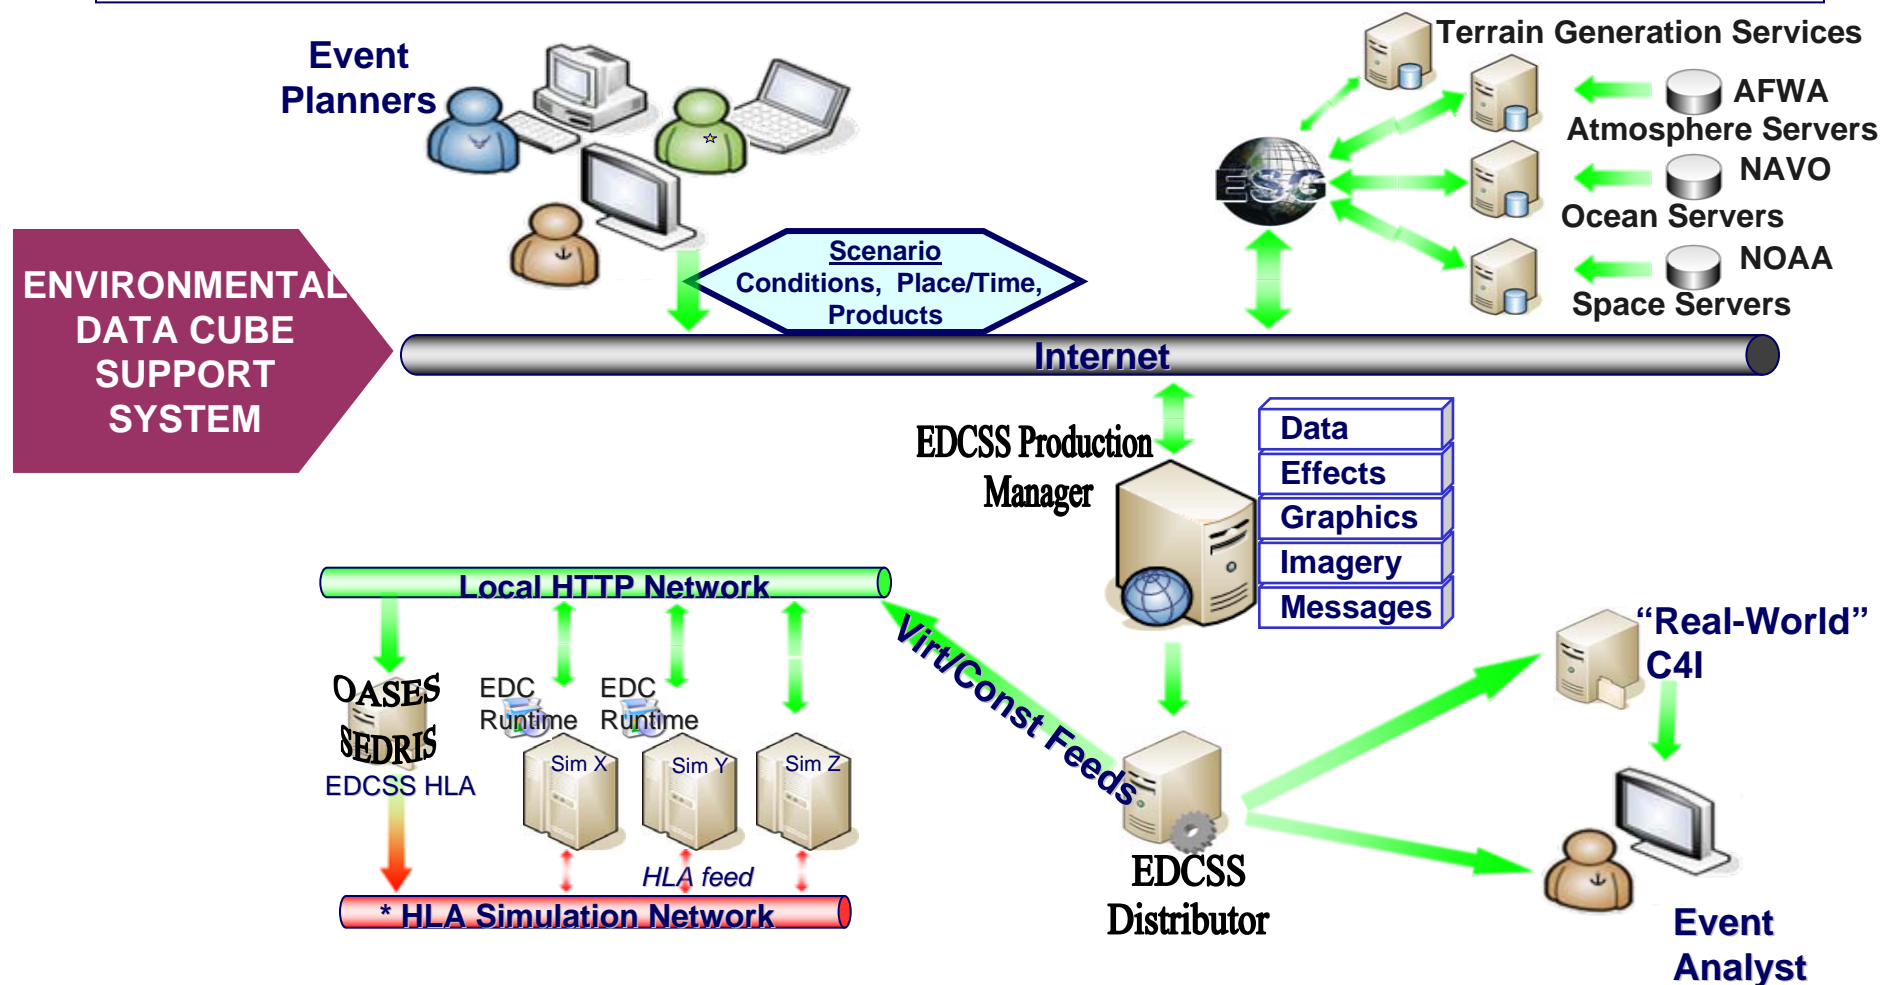 Event
Planners
Terrain Generation Services
AFWA
Atmosphere Servers
ESG
NAVO
Ocean Servers
NOAA
Space Servers
ENVIRONMENTAL
DATA CUBE
SUPPORT
SYSTEM
Scenario
Conditions, Place/Time,
Products
Internet
EDCSS Production
Manager
Data
Effects
Graphics
Imagery
Messages
Local HTTP Network
Virt/Const Feeds
"Real-World"
C4I
OASES
SEDRIS
EDCSS HLA
EDC
Runtime
EDC
Runtime
Sim X
Sim Y
Sim Z
HLA feed
* HLA Simulation Network
EDCSS
Distributor
Event
Analyst